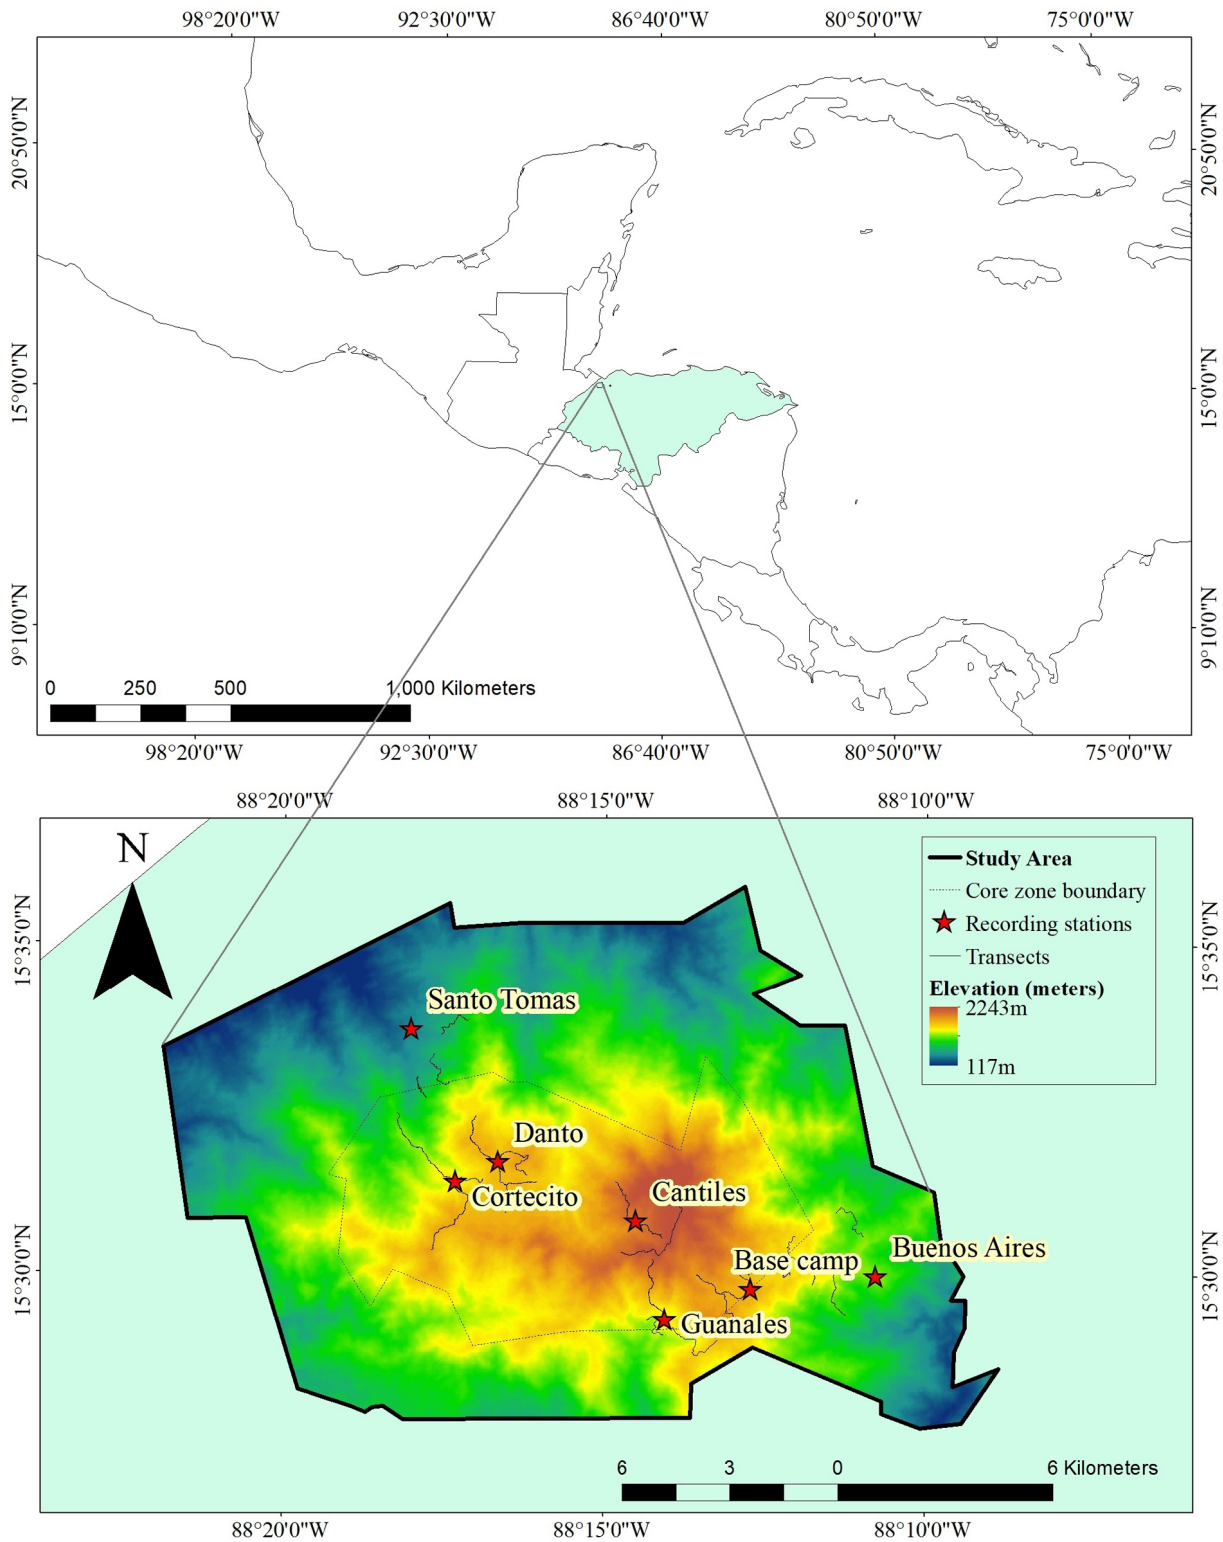 98°20'0"W 92°30'0"W 86°40'0"W 80°50'0"W 75°0'0"W
20°50'0"N 20°50'0"N
15°0'0"N 15°0'0"N
9°10'0"N 9°10'0"N
0 250 500 1,000 Kilometers
98°20'0"W 92°30'0"W 86°40'0"W 80°50'0"W 75°0'0"W
88°20'0"W 88°15'0"W 88°10'0"W
N
Study Area
Core zone boundary
Recording stations
Transects
Elevation (meters)
2243m
117m
15°35'0"N 15°35'0"N
Santo Tomas
Danto
Cortecito
Cantiles
Buenos Aires
Base camp
15°30'0"N 15°30'0"N
Guanales
6 3 0 6 Kilometers
88°20'0"W 88°15'0"W 88°10'0"W